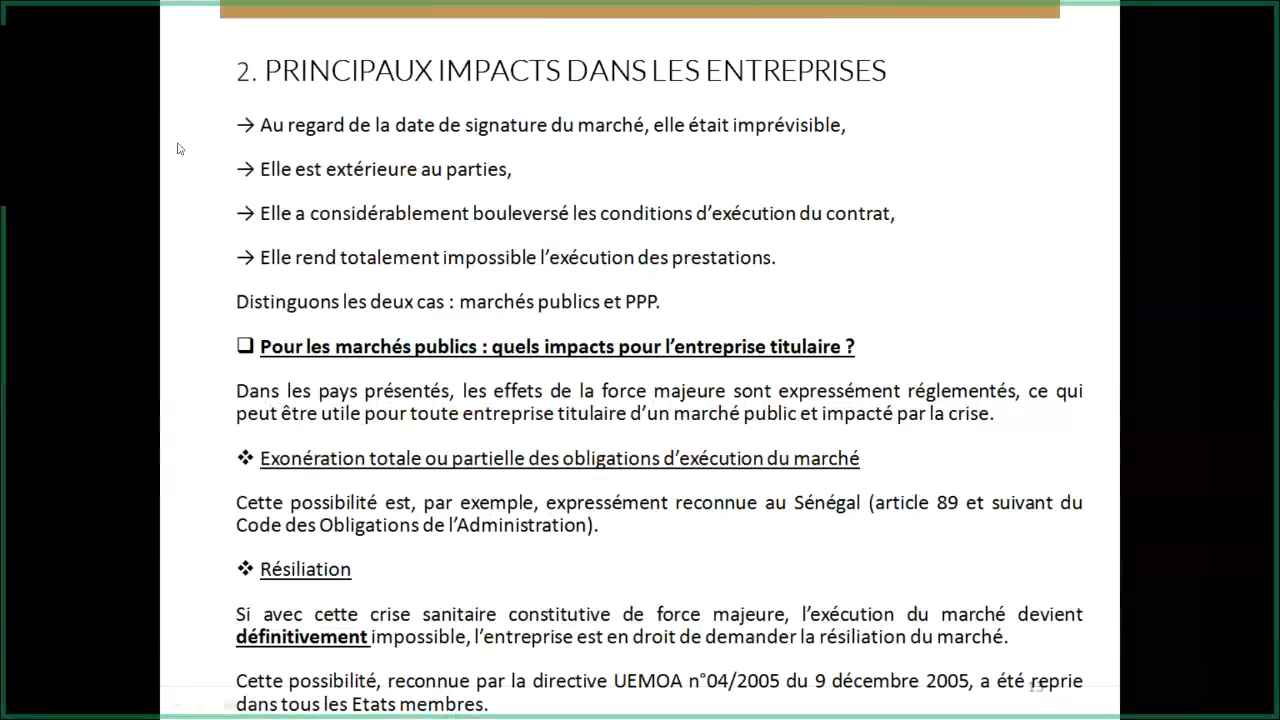 2. PRINCIPAUX IMPACTS DANS LES ENTREPRISES
→ Au regard de la date de signature du marché, elle était imprévisible,
→ Elle est extérieure au parties,
→ Elle a considérablement bouleversé les conditions d’exécution du contrat,
→ Elle rend totalement impossible l’exécution des prestations.
Distinguons les deux cas : marchés publics et PPP.
❑ Pour les marchés publics : quels impacts pour l’entreprise titulaire ?
Dans les pays présentés, les effets de la force majeure sont expressément réglementés, ce qui
peut être utile pour toute entreprise titulaire d’un marché public et impacté par la crise.
❖ Exonération totale ou partielle des obligations d’exécution du marché
Cette possibilité est, par exemple, expressément reconnue au Sénégal (article 89 et suivant du
Code des Obligations de l’Administration).
❖ Résiliation
Si avec cette crise sanitaire constitutive de force majeure, l’exécution du marché devient
définitivement impossible, l’entreprise est en droit de demander la résiliation du marché.
Cette possibilité, reconnue par la directive UEMOA n°04/2005 du 9 décembre 2005, a été reprie
dans tous les Etats membres.